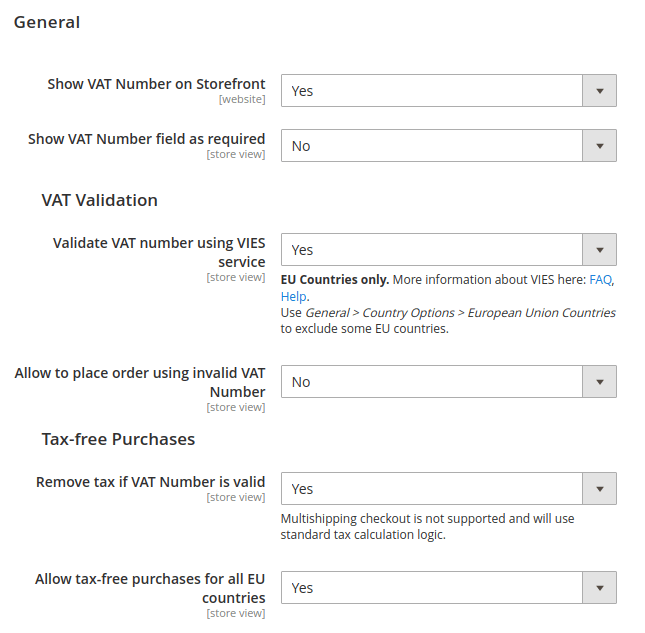 General
Show VAT Number on Storefront
[website]
Yes
Show VAT Number field as required
[store view]
No
VAT Validation
Validate VAT number using VIES
service
[store view]
Yes
EU Countries only. More information about VIES here: FAQ,
Help.
Use General > Country Options > European Union Countries
to exclude some EU countries.
Allow to place order using invalid VAT
Number
[store view]
No
Tax-free Purchases
Remove tax if VAT Number is valid
[store view]
Yes
Multishipping checkout is not supported and will use
standard tax calculation logic.
Allow tax-free purchases for all EU
countries
[store view]
Yes